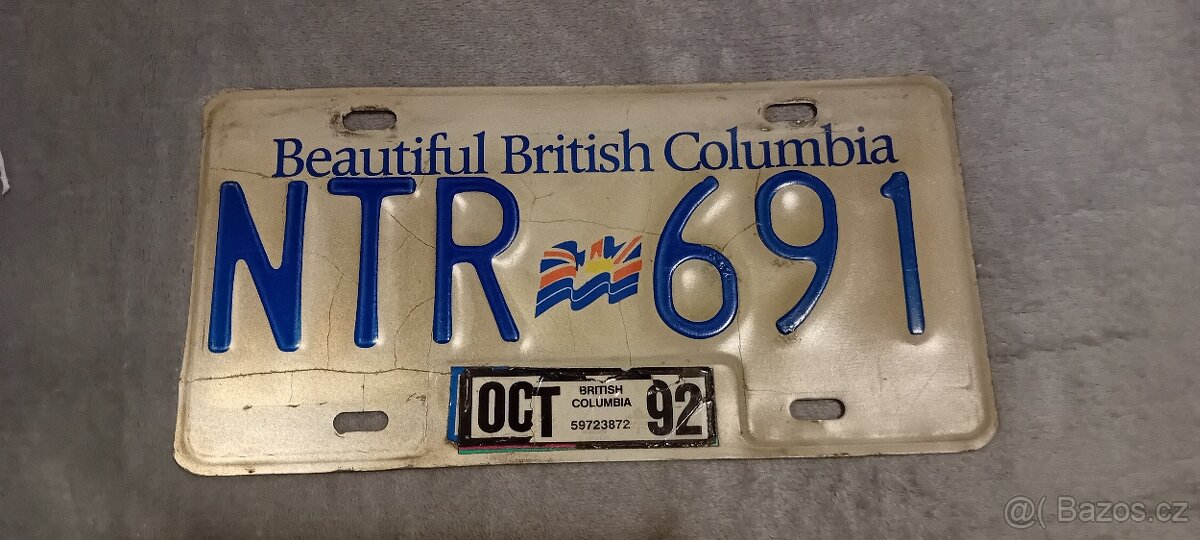 Beautiful British Columbia
NTR 691
OCT BRITISH COLUMBIA 59723872 92
@( Bazos.cz